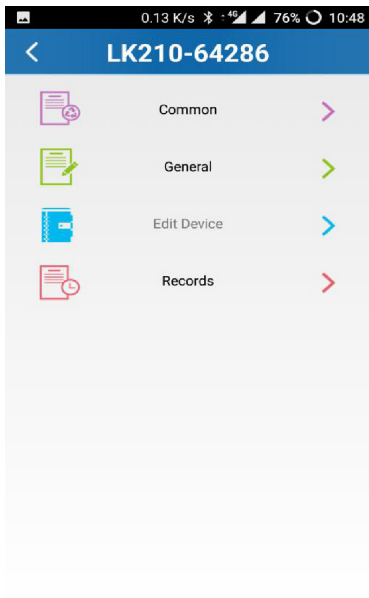 0.13 K/s 4G 76% 10:48
LK210-64286
Common
General
Edit Device
Records